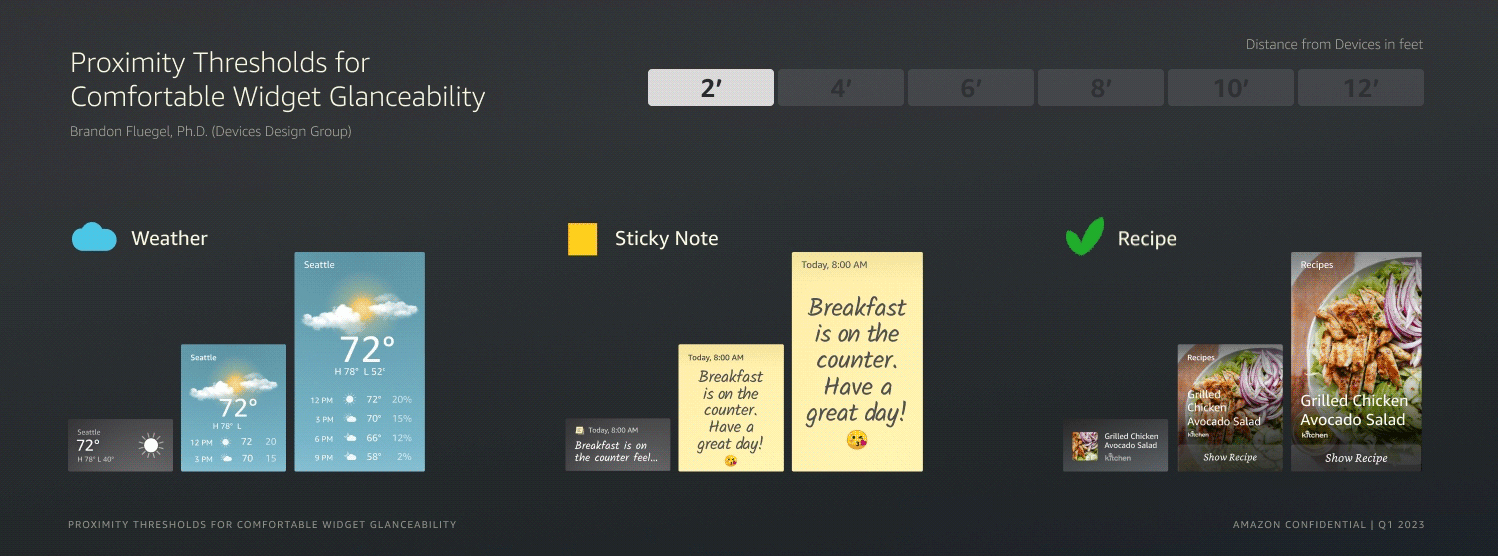 Proximity Thresholds for
Comfortable Widget Glanceability
Brandon Fluegel, Ph.D. (Devices Design Group)
Distance from Devices in feet
2’ 4’ 6’ 8’ 10’ 12’
Weather
Seattle
72°
H 78° L 40°
Seattle
72°
H 78° L
12 PM 72 20
3 PM 70 15
Seattle
72°
H 78° L 52°
12 PM 72° 20%
3 PM 70° 15%
6 PM 66° 12%
9 PM 58° 2%
Sticky Note
Today, 8:00 AM
Breakfast is on
the counter feel...
Today, 8:00 AM
Breakfast
is on the
counter.
Have a
great day!
😘
Today, 8:00 AM
Breakfast
is on the
counter.
Have a
great day!
😘
Recipe
Grilled Chicken
Avocado Salad
kitchen
Recipes
Grilled
Chicken
Avocado Salad
kitchen
Show Recipe
Recipes
Grilled Chicken
Avocado Salad
kitchen
Show Recipe
PROXIMITY THRESHOLDS FOR COMFORTABLE WIDGET GLANCEABILITY
AMAZON CONFIDENTIAL | Q1 2023